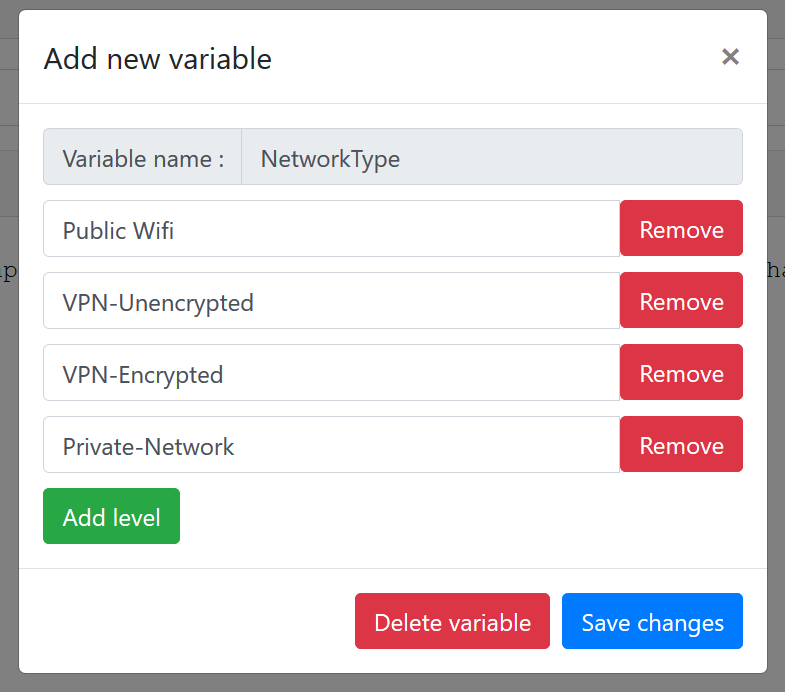 Add new variable ×
Variable name : NetworkType
Public Wifi Remove
VPN-Unencrypted Remove
VPN-Encrypted Remove
Private-Network Remove
Add level
Delete variable Save changes